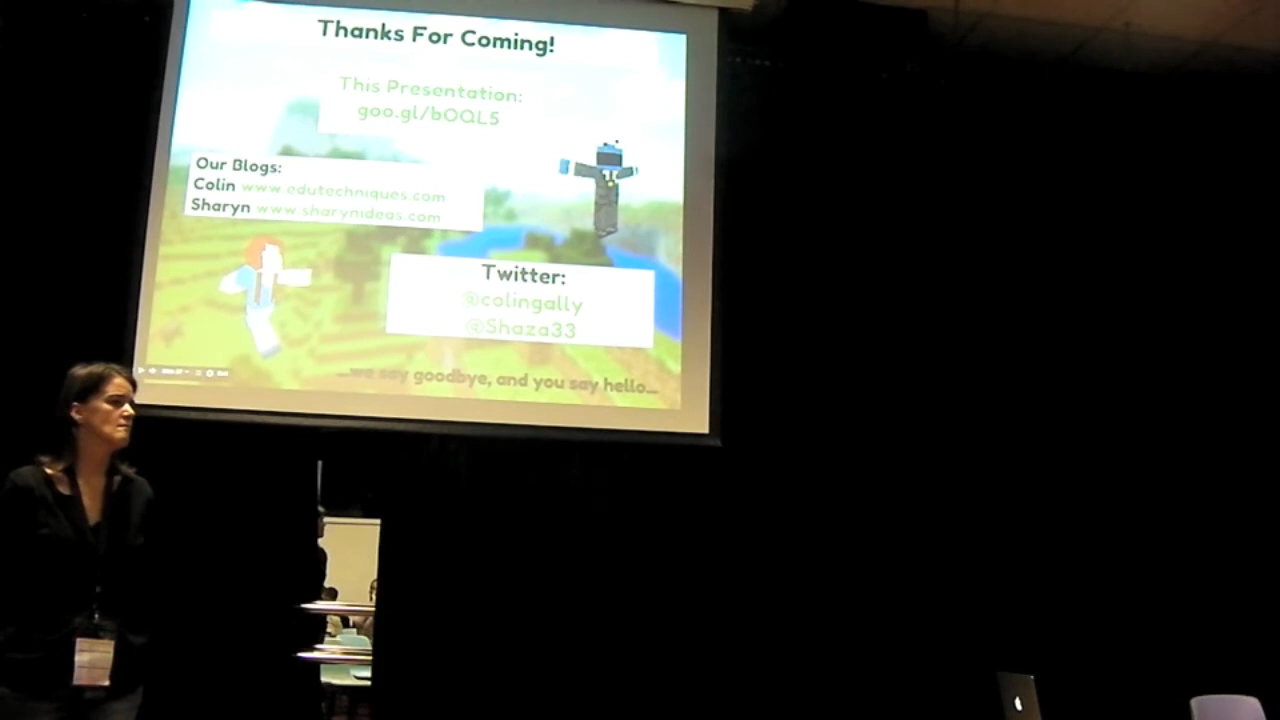 Thanks For Coming!
This Presentation:
goo.gl/bOQL5
Our Blogs:
Colin www.edutechniques.com
Sharyn www.sharynideas.com
Twitter:
@colingally
@Shaza33
...we say goodbye, and you say hello...